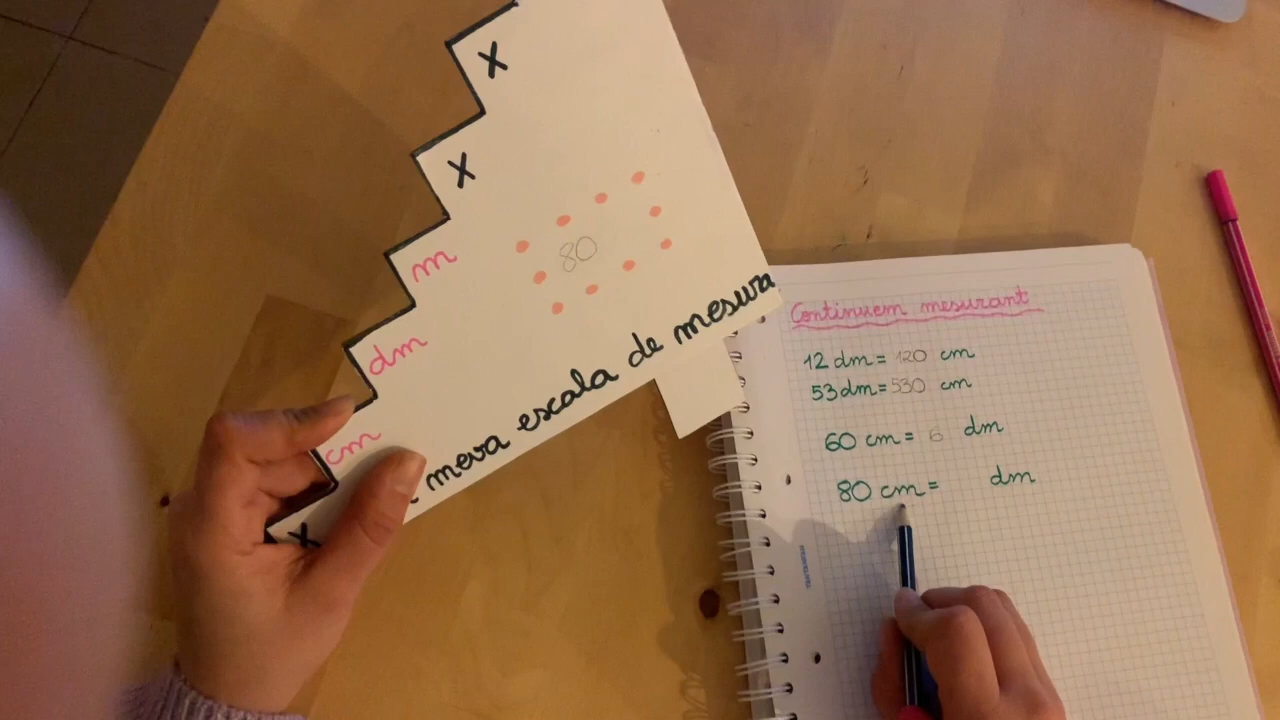 X
X
m
dm
cm
X
80
meva escala de mesura
Continuem mesurant
12 dm = 120 cm
53 dm = 530 cm
60 cm = 6 dm
80 cm = dm